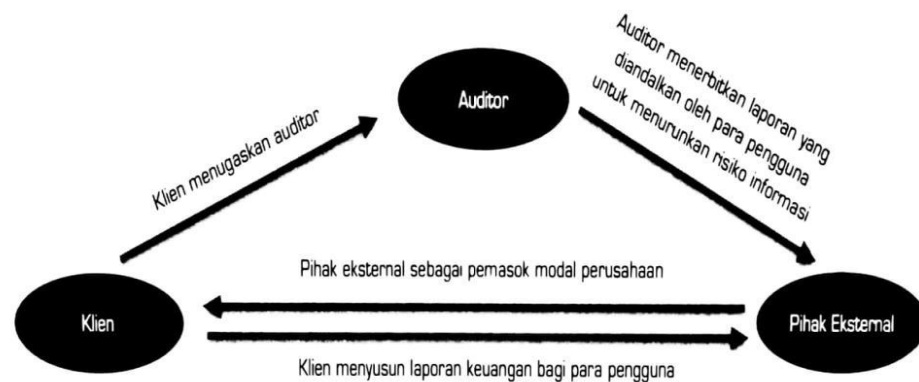 Auditor
Klien menugaskan auditor
Auditor menerbitkan laporan yang
diandalkan oleh para pengguna
untuk menurunkan risiko informasi
Pihak eksternal sebagai pemasok modal perusahaan
Klien
Pihak Eksternal
Klien menyusun laporan keuangan bagi para pengguna